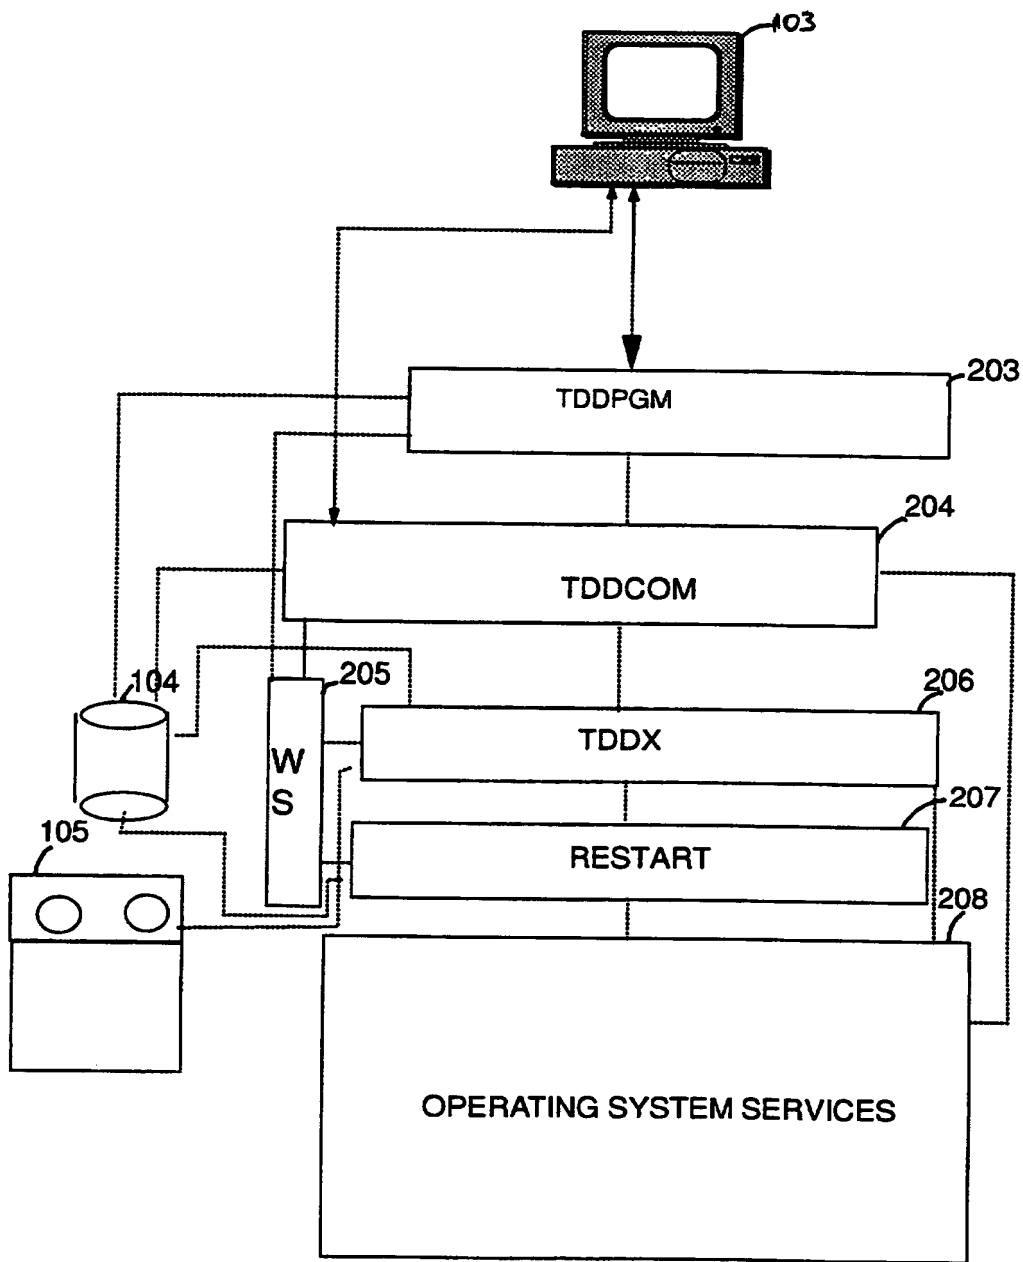 103
203
TDDPGM
204
TDDCOM
104
205
206
W
S
TDDX
207
105
RESTART
208
OPERATING SYSTEM SERVICES